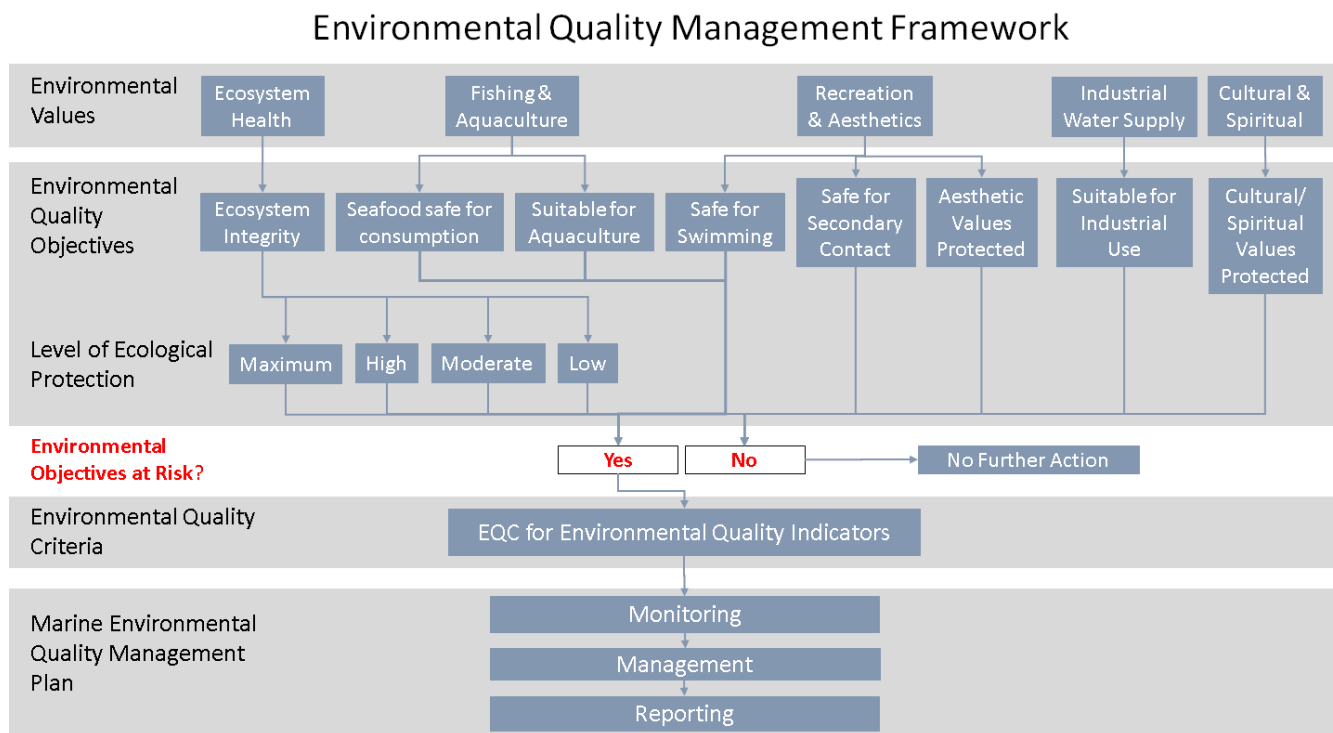 Environmental Quality Management Framework
Environmental
Values
Ecosystem
Health
Fishing &
Aquaculture
Recreation
& Aesthetics
Industrial
Water Supply
Cultural &
Spiritual
Environmental
Quality
Objectives
Ecosystem
Integrity
Seafood safe for
consumption
Suitable for
Aquaculture
Safe for
Swimming
Safe for
Secondary
Contact
Aesthetic
Values
Protected
Suitable for
Industrial
Use
Cultural/
Spiritual
Values
Protected
Level of Ecological
Protection
Maximum
High
Moderate
Low
Environmental
Objectives at Risk?
Yes
No
No Further Action
Environmental Quality
Criteria
EQC for Environmental Quality Indicators
Marine Environmental
Quality Management
Plan
Monitoring
Management
Reporting